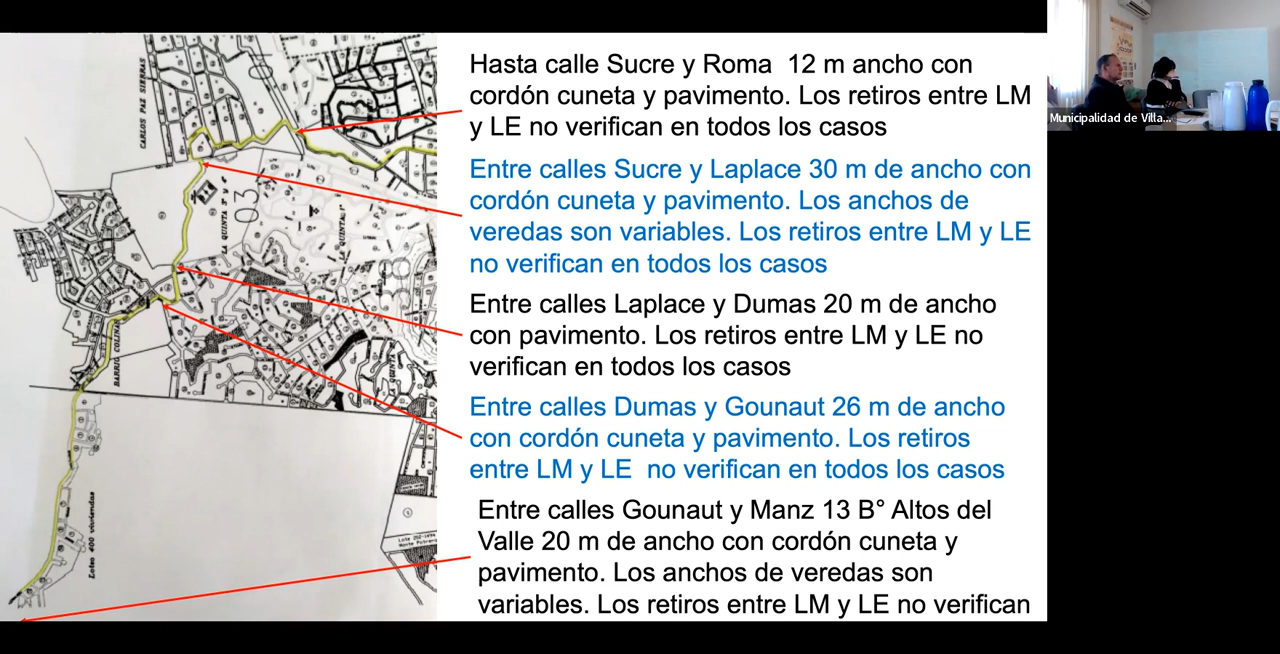 Hasta calle Sucre y Roma 12 m ancho con
cordón cuneta y pavimento. Los retiros entre LM
y LE no verifican en todos los casos
Entre calles Sucre y Laplace 30 m de ancho con
cordón cuneta y pavimento. Los anchos de
veredas son variables. Los retiros entre LM y LE
no verifican en todos los casos
Entre calles Laplace y Dumas 20 m de ancho
con pavimento. Los retiros entre LM y LE no
verifican en todos los casos
Entre calles Dumas y Gounaut 26 m de ancho
con cordón cuneta y pavimento. Los retiros
entre LM y LE no verifican en todos los casos
Entre calles Gounaut y Manz 13 B° Altos del
Valle 20 m de ancho con cordón cuneta y
pavimento. Los anchos de veredas son
variables. Los retiros entre LM y LE no verifican
CARLOS PAZ SIERRAS
LA QUINTA
03
LA QUINTA
BARRIO COLINAS
LA QUINTA
Loteo 400 viviendas
Municipalidad de Villa...